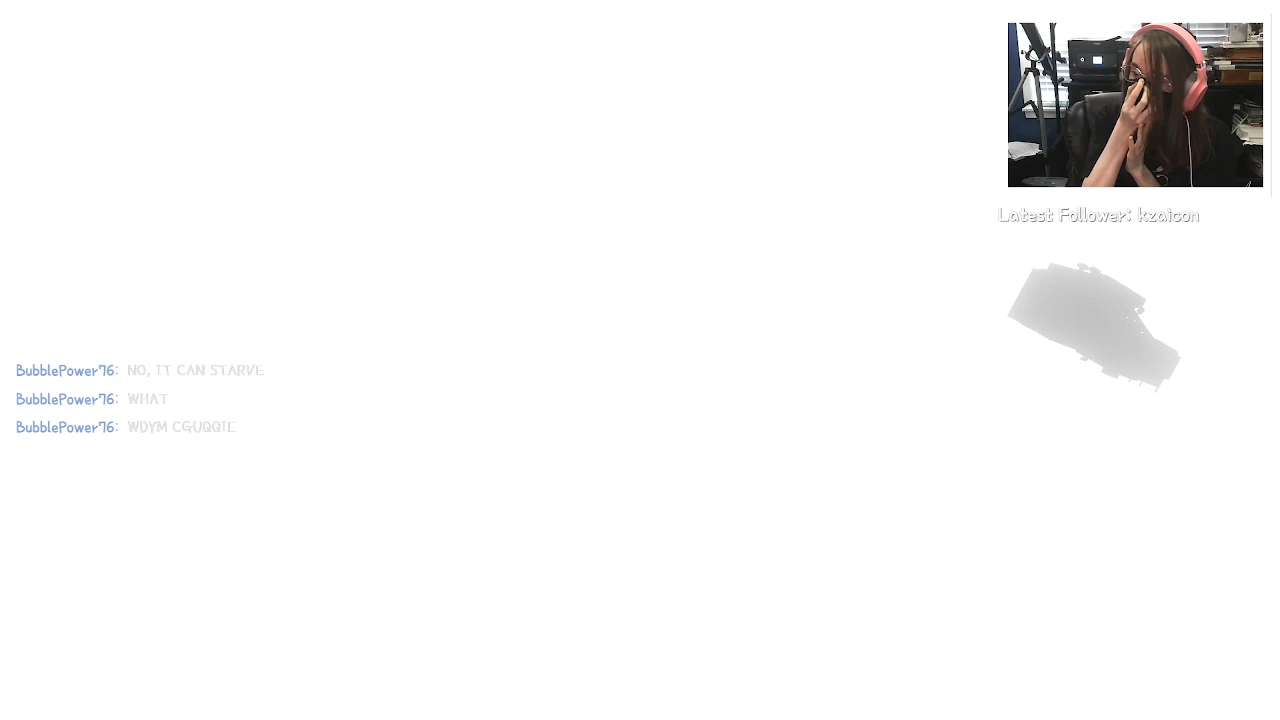 Latest Follower: kzaicon
BubblePower76: NO, IT CAN STARVE
BubblePower76: WHAT
BubblePower76: WDYM CGUQQIE